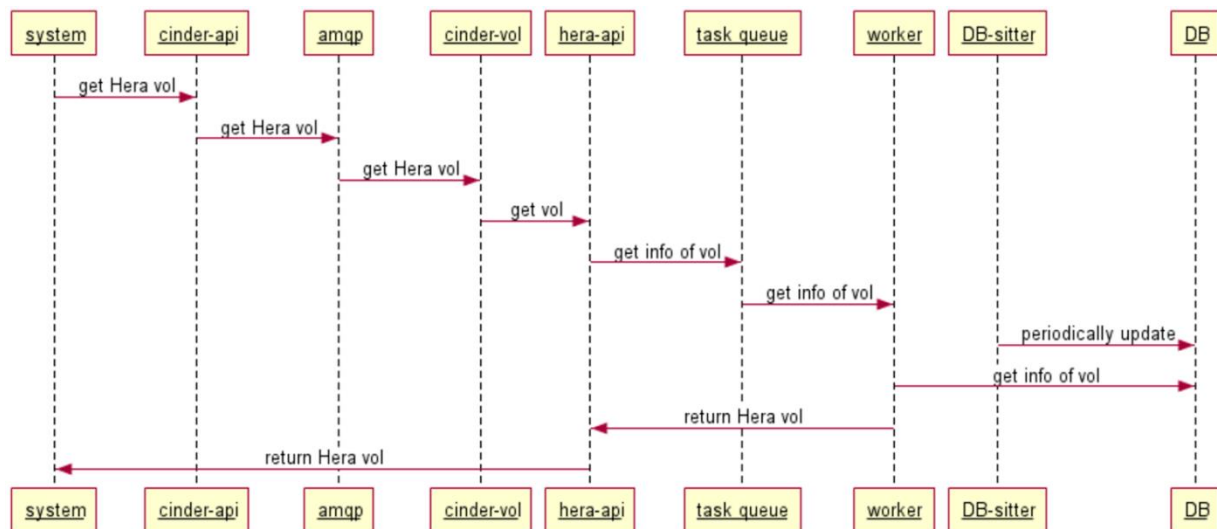 system cinder-api amqp cinder-vol hera-api task queue worker DB-sitter DB
get Hera vol
get Hera vol
get Hera vol
get vol
get info of vol
get info of vol
periodically update
get info of vol
return Hera vol
return Hera vol
system cinder-api amqp cinder-vol hera-api task queue worker DB-sitter DB